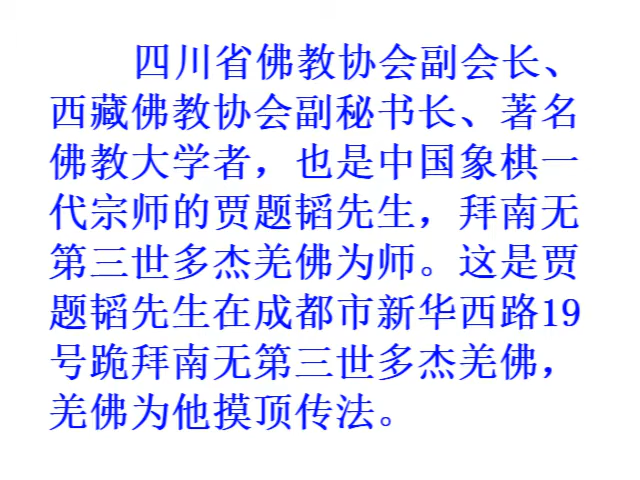 四川省佛教协会副会长、
西藏佛教协会副秘书长、著名
佛教大学者，也是中国象棋一
代宗师的贾题韬先生，拜南无
第三世多杰羌佛为师。这是贾
题韬先生在成都市新华西路19
号跪拜南无第三世多杰羌佛，
羌佛为他摸顶传法。